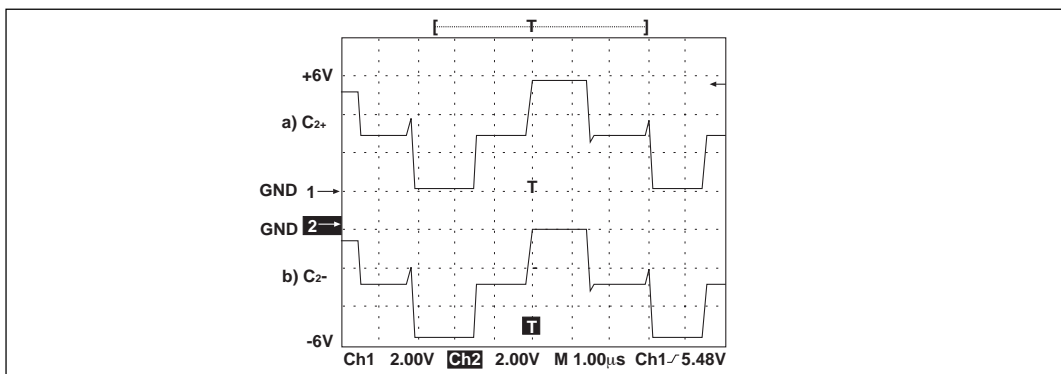 [ T ]
+6V
a) C2+
GND 1
T
GND 2
b) C2-
T
-6V
Ch1 2.00V Ch2 2.00V M 1.00μs Ch1 5.48V